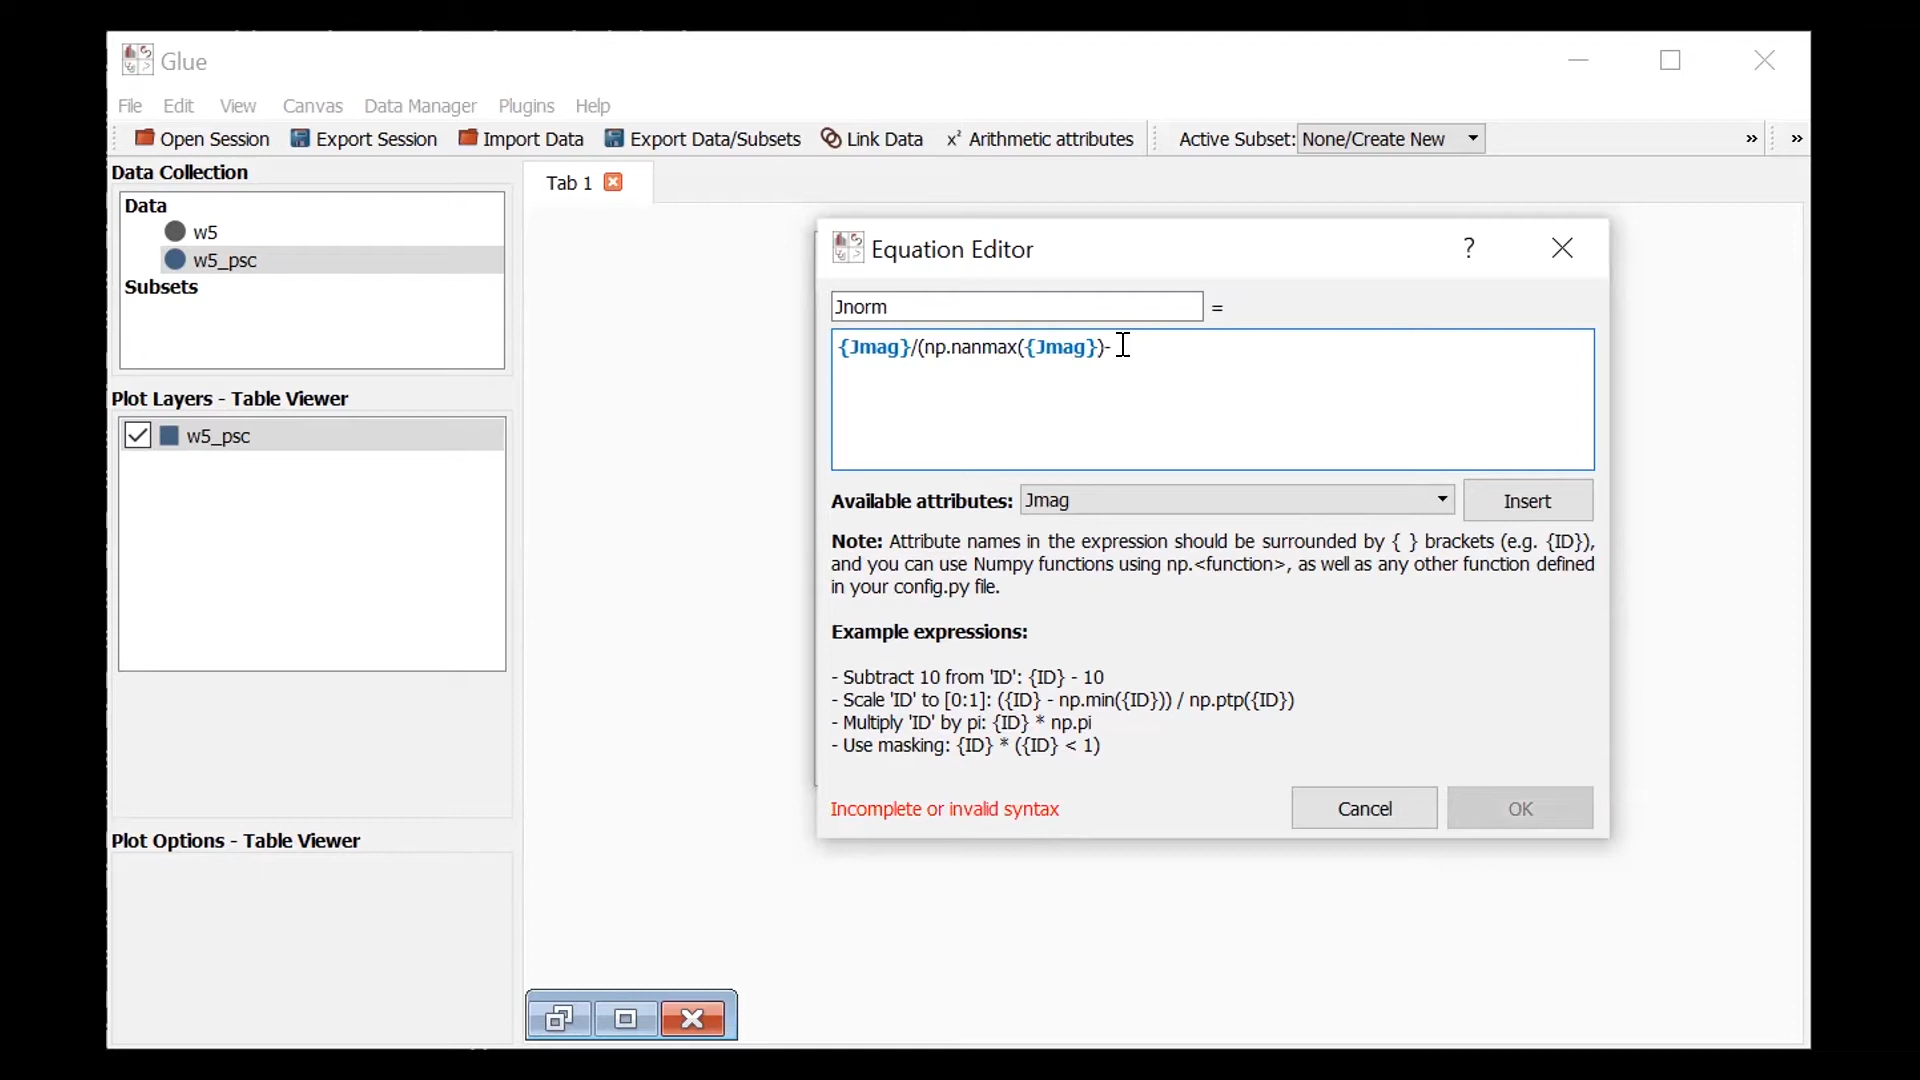 Glue
File Edit View Canvas Data Manager Plugins Help
Open Session Export Session Import Data Export Data/Subsets Link Data x² Arithmetic attributes Active Subset: None/Create New » »
Data Collection
Data
w5
w5_psc
Subsets
Plot Layers - Table Viewer
w5_psc
Plot Options - Table Viewer
Tab 1
Equation Editor ?
Jnorm =
{Jmag}/(np.nanmax({Jmag})-
Available attributes: Jmag Insert
Note: Attribute names in the expression should be surrounded by { } brackets (e.g. {ID}),
and you can use Numpy functions using np.<function>, as well as any other function defined
in your config.py file.
Example expressions:
- Subtract 10 from 'ID': {ID} - 10
- Scale 'ID' to [0:1]: ({ID} - np.min({ID})) / np.ptp({ID})
- Multiply 'ID' by pi: {ID} * np.pi
- Use masking: {ID} * ({ID} < 1)
Incomplete or invalid syntax Cancel OK